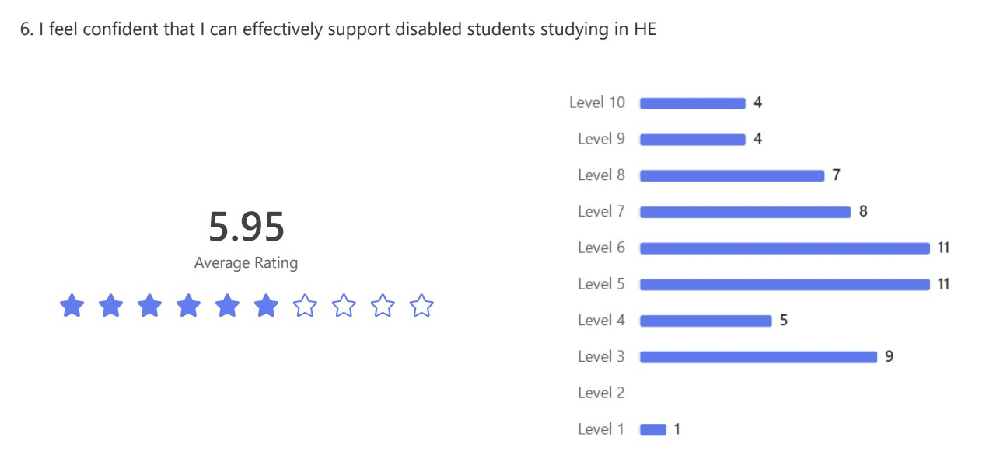 6. I feel confident that I can effectively support disabled students studying in HE
5.95
Average Rating
Level 10 4
Level 9 4
Level 8 7
Level 7 8
Level 6 11
Level 5 11
Level 4 5
Level 3 9
Level 2
Level 1 1